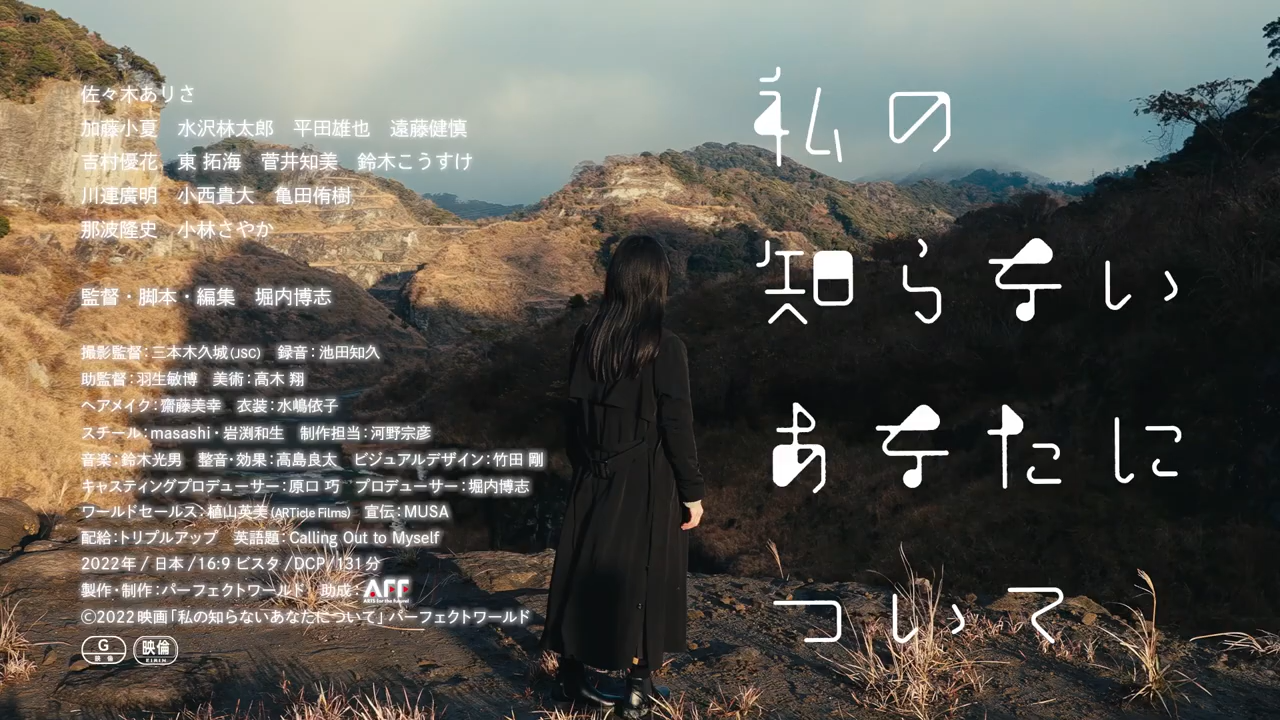 佐々木ありさ
加藤小夏　水沢林太郎　平田雄也　遠藤健慎
吉村優花　東 拓海　菅井知美　鈴木こうすけ
川連廣明　小西貴大　亀田侑樹
那波隆史　小林さやか
監督・脚本・編集　堀内博志
撮影監督：三本木久城(JSC)　録音：池田知久
助監督：羽生敏博　美術：高木 翔
ヘアメイク：齋藤美幸　衣装：水嶋依子
スチール：masashi・岩渕和生　制作担当：河野宗彦
音楽：鈴木光男　整音・効果：高島良太　ビジュアルデザイン：竹田 剛
キャスティングプロデューサー：原口 巧　プロデューサー：堀内博志
ワールドセールス：植山英美(ARTicle Films)　宣伝：MUSA
配給：トリプルアップ　英語題：Calling Out to Myself
2022年 / 日本 /16:9 ビスタ /DCP/ 131分
製作・制作：パーフェクトワールド　助成：AFF
ARTS for the future!
©2022映画「私の知らないあなたについて」パーフェクトワールド
G 映倫
映倫 EIRIN
私の
知らない
あなたに
ついて